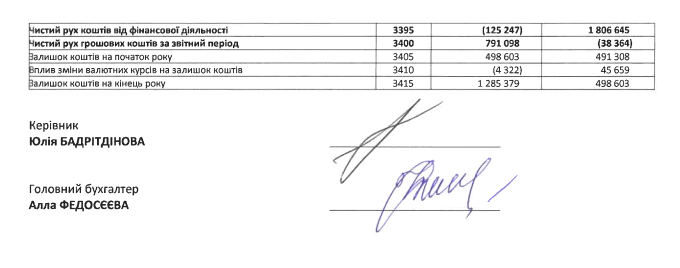 Чистий рух коштів від фінансової діяльності 3395 (125 247) 1 806 645
Чистий рух грошових коштів за звітний період 3400 791 098 (38 364)
Залишок коштів на початок року 3405 498 603 491 308
Вплив зміни валютних курсів на залишок коштів 3410 (4 322) 45 659
Залишок коштів на кінець року 3415 1 285 379 498 603
Керівник
Юлія БАДРІТДІНОВА
Головний бухгалтер
Алла ФЕДОСЄЄВА